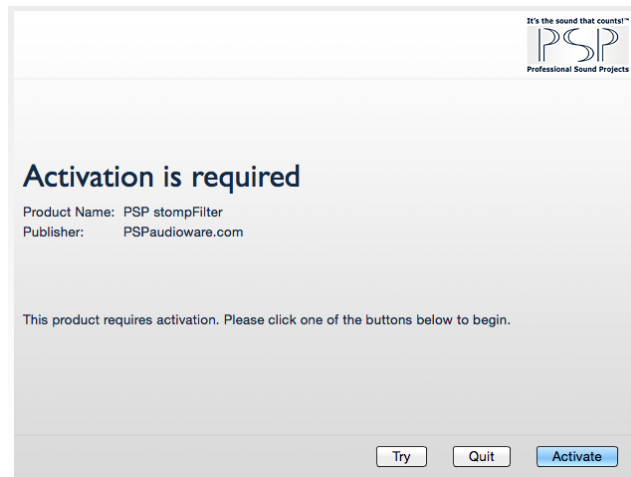 It's the sound that counts!™
PSP
Professional Sound Projects
Activation is required
Product Name: PSP stompFilter
Publisher: PSPaudioware.com
This product requires activation. Please click one of the buttons below to begin.
Try Quit Activate